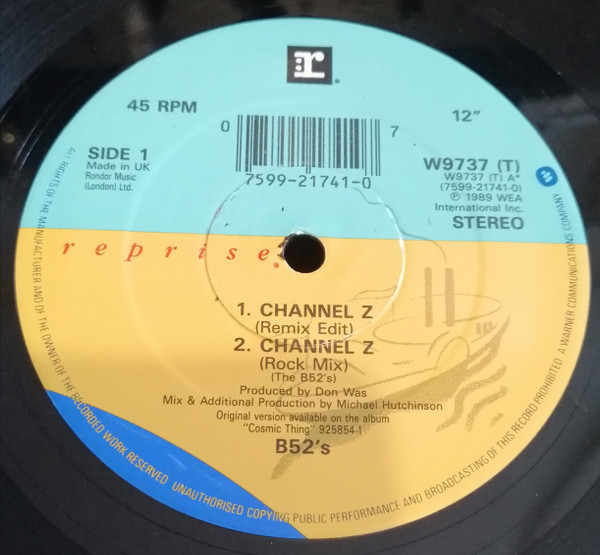 r
45 RPM
12"
0
7
7599-21741-0
SIDE 1
Made in UK
Rondor Music
(London) Ltd.
W9737 (T)
W9737 (T) A*
(7599-21741-0)
℗ 1989 WEA
International Inc.
STEREO
reprise
1. CHANNEL Z
(Remix Edit)
2. CHANNEL Z
(Rock Mix)
(The B52's)
Produced by Don Was
Mix & Additional Production by Michael Hutchinson
Original version available on the album
"Cosmic Thing" 925854-1
B52's
ALL RIGHTS OF THE MANUFACTURER AND OF THE OWNER OF THE RECORDED WORK RESERVED. UNAUTHORISED COPYING PUBLIC PERFORMANCE AND BROADCASTING OF THIS RECORD PROHIBITED. A WARNER COMMUNICATIONS COMPANY